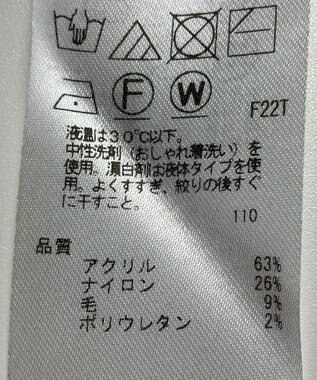 F
W
F22T
液温は30℃以下。
中性洗剤(おしゃれ着洗い)を
使用。漂白剤は液体タイプを使
用。よくすすぎ、絞りの後すぐ
に干すこと。
110
品質
アクリル 63%
ナイロン 26%
毛 9%
ポリウレタン 2%